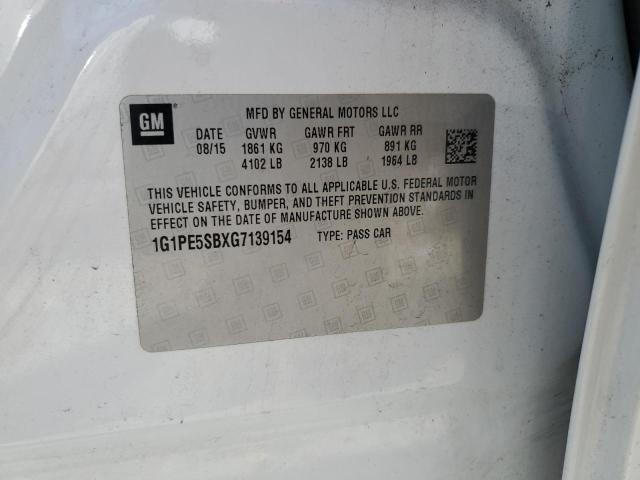 GM
MFD BY GENERAL MOTORS LLC
DATE GVWR GAWR FRT GAWR RR
08/15 1861 KG 970 KG 891 KG
4102 LB 2138 LB 1964 LB
THIS VEHICLE CONFORMS TO ALL APPLICABLE U.S. FEDERAL MOTOR
VEHICLE SAFETY, BUMPER, AND THEFT PREVENTION STANDARDS IN
EFFECT ON THE DATE OF MANUFACTURE SHOWN ABOVE.
1G1PE5SBXG7139154 TYPE: PASS CAR